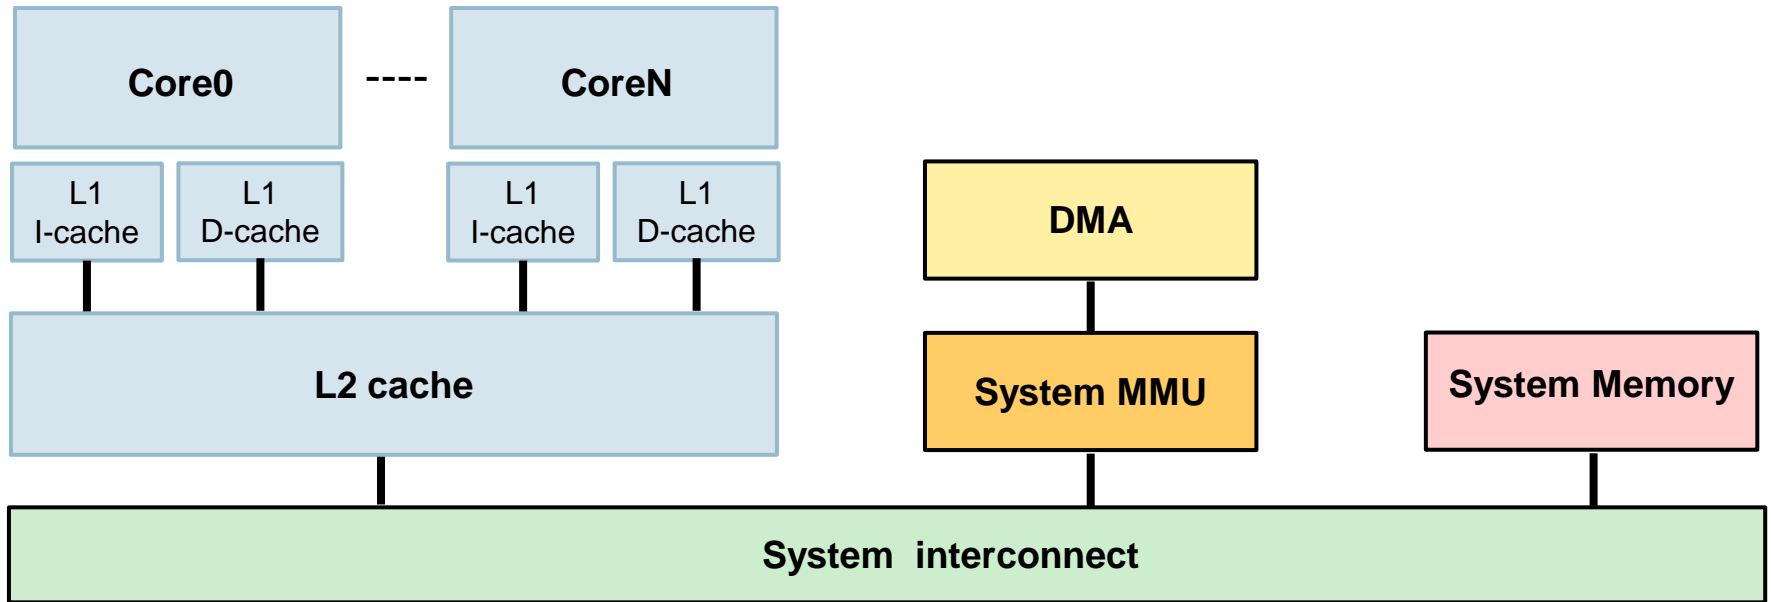 Core0
----
CoreN
L1
I-cache
L1
D-cache
L1
I-cache
L1
D-cache
DMA
L2 cache
System MMU
System Memory
System interconnect